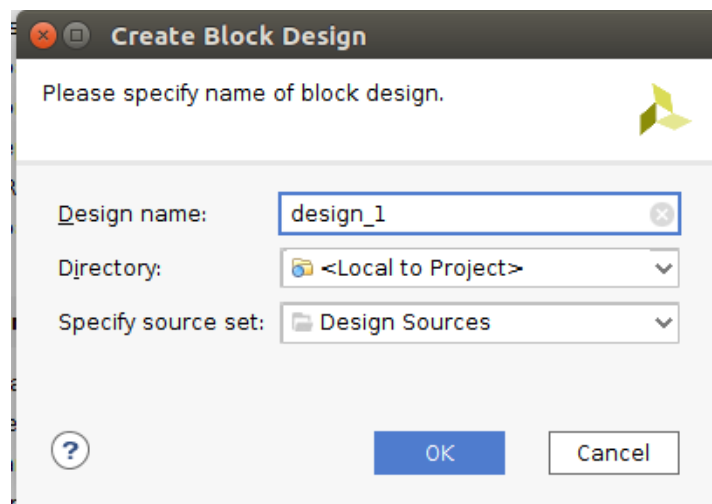 Create Block Design
Please specify name of block design.
Design name: design_1
Directory: <Local to Project>
Specify source set: Design Sources
? OK Cancel